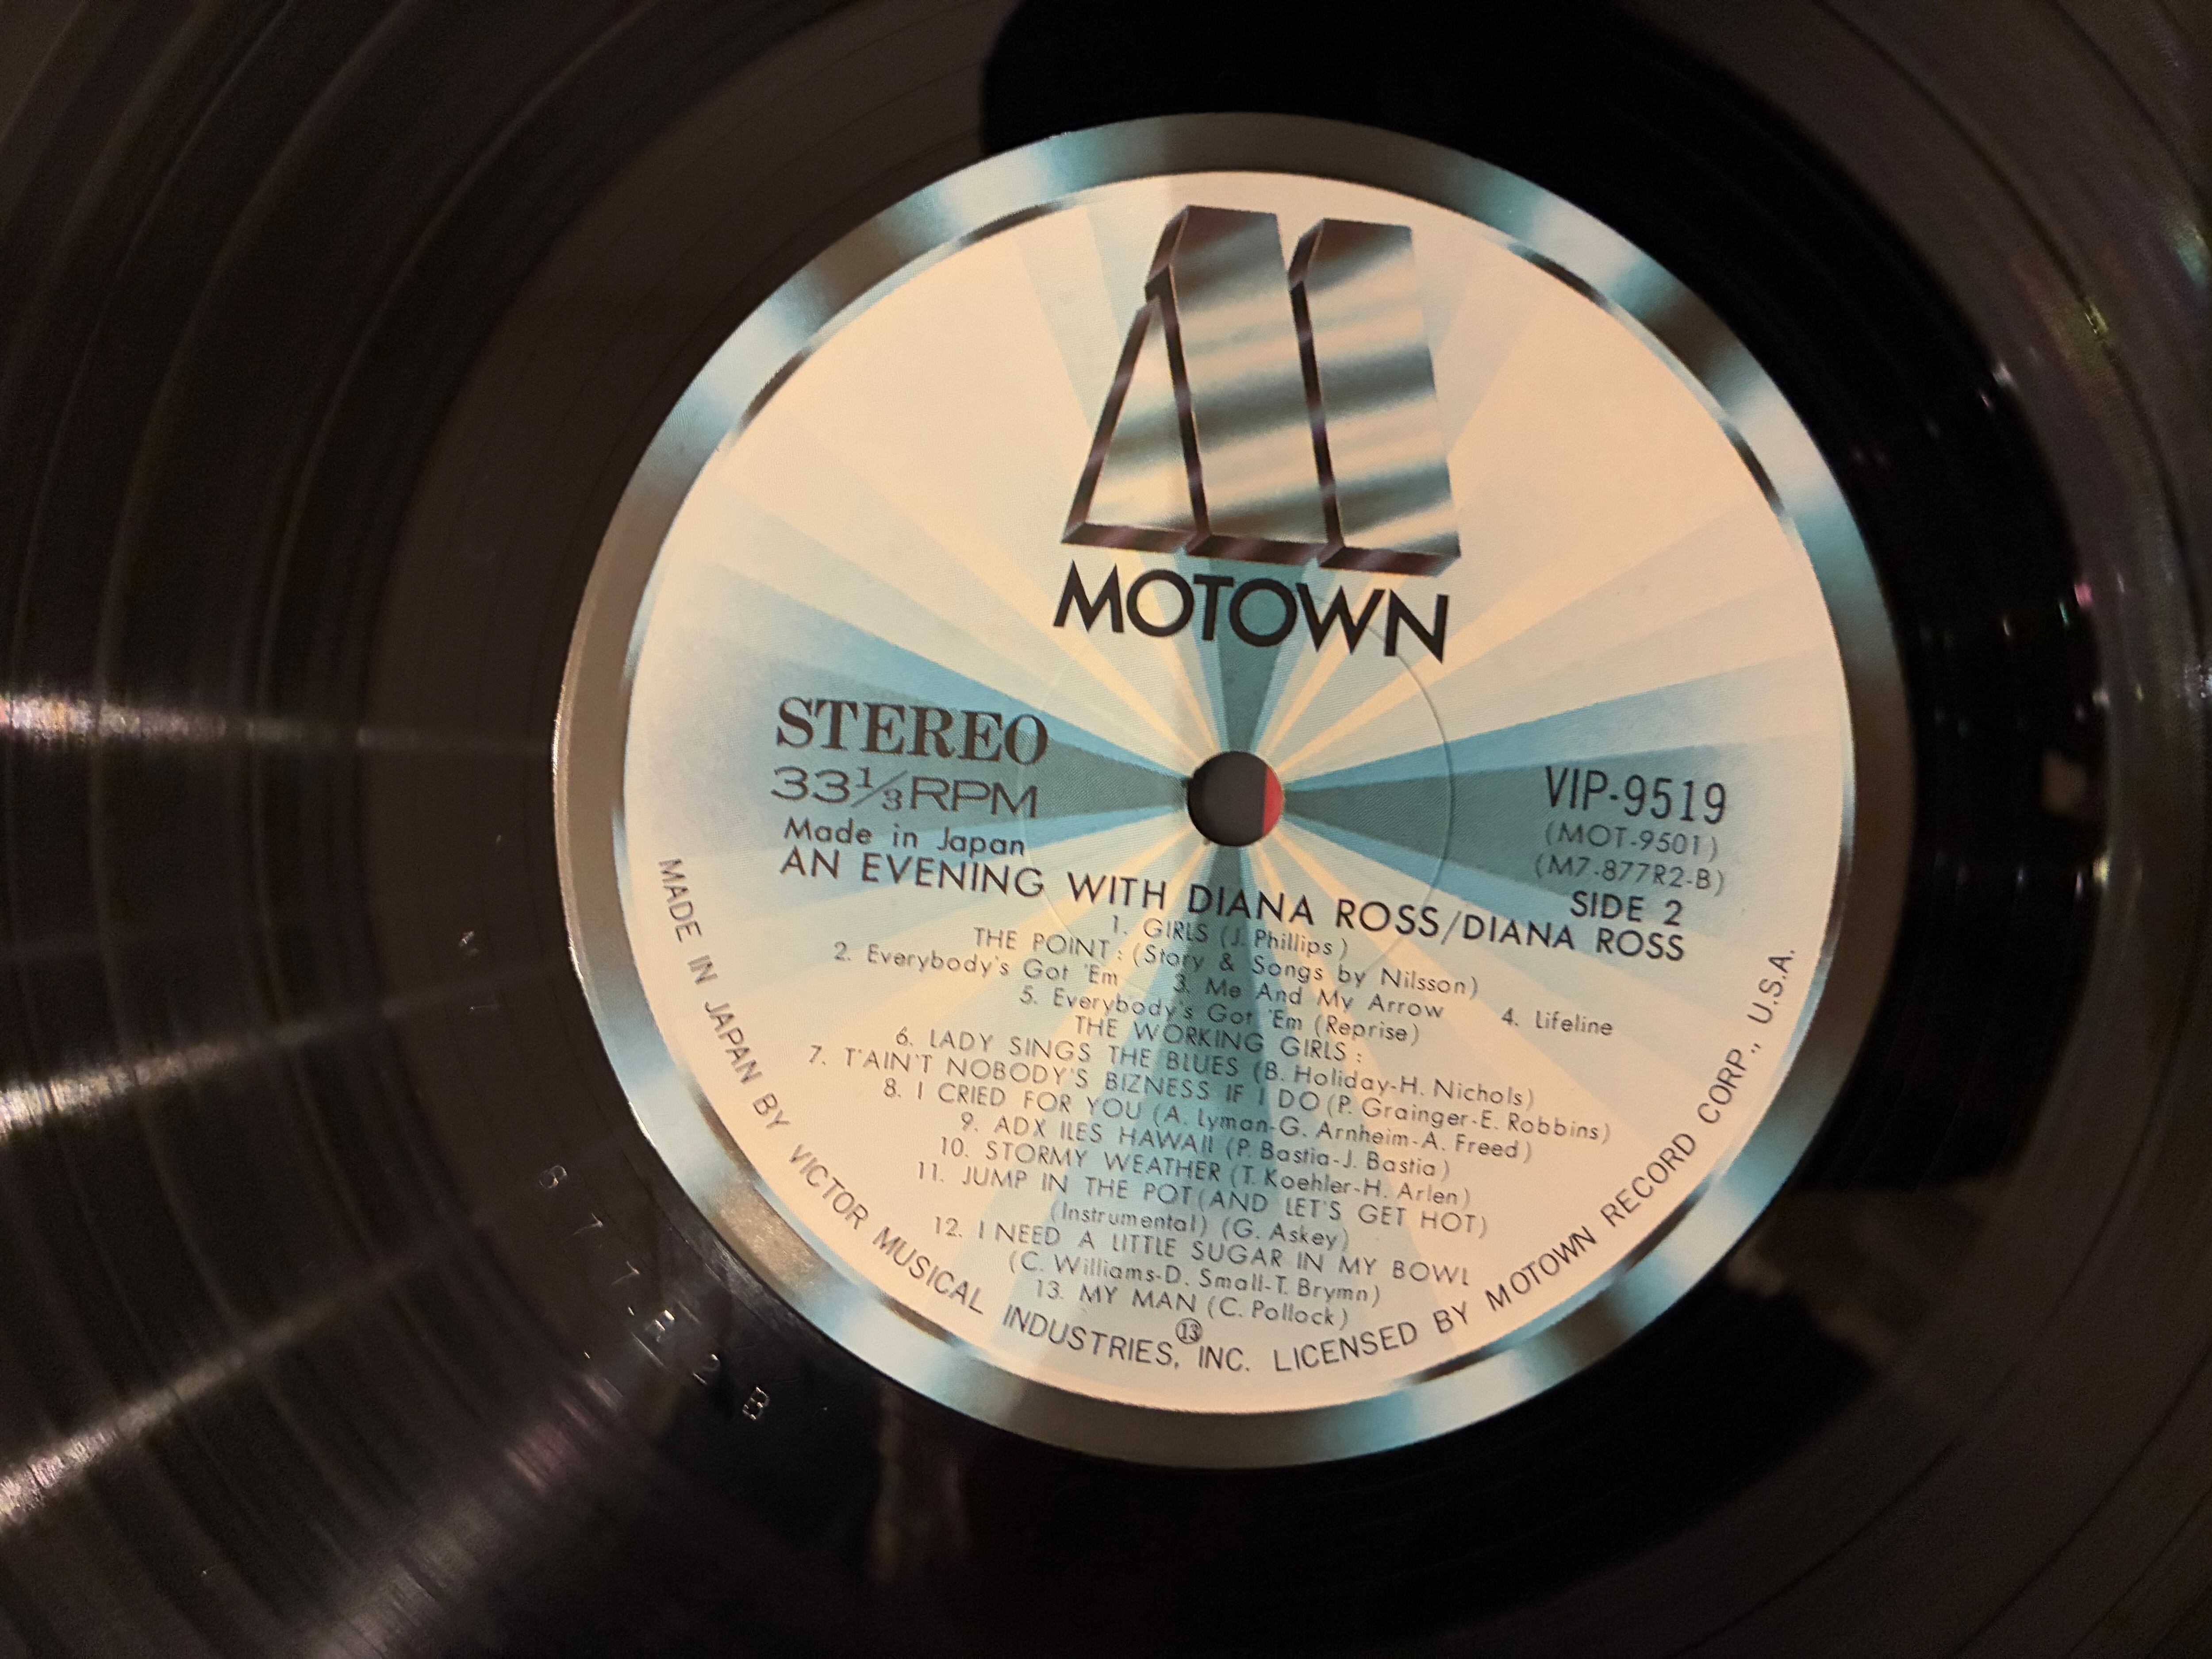 MOTOWN
STEREO
33 1/3 RPM
Made in Japan
VIP-9519
(MOT-9501)
(M7-877R2-B)
SIDE 2
AN EVENING WITH DIANA ROSS/DIANA ROSS
1. GIRLS (J. Phillips)
THE POINT : (Story & Songs by Nilsson)
2. Everybody's Got 'Em 3. Me And My Arrow 4. Lifeline
5. Everybody's Got 'Em (Reprise)
THE WORKING GIRLS :
6. LADY SINGS THE BLUES (B. Holiday-H. Nichols)
7. T'AIN'T NOBODY'S BIZNESS IF I DO (P. Grainger-E. Robbins)
8. I CRIED FOR YOU (A. Lyman-G. Arnheim-A. Freed)
9. ADX ILES HAWAII (P. Bastia-J. Bastia)
10. STORMY WEATHER (T. Koehler-H. Arlen)
11. JUMP IN THE POT (AND LET'S GET HOT)
(Instrumental) (G. Askey)
12. I NEED A LITTLE SUGAR IN MY BOWL
(C. Williams-D. Small-T. Brymn)
13. MY MAN (C. Pollock)
⑬
MADE IN JAPAN BY VICTOR MUSICAL INDUSTRIES, INC. LICENSED BY MOTOWN RECORD CORP., U.S.A.